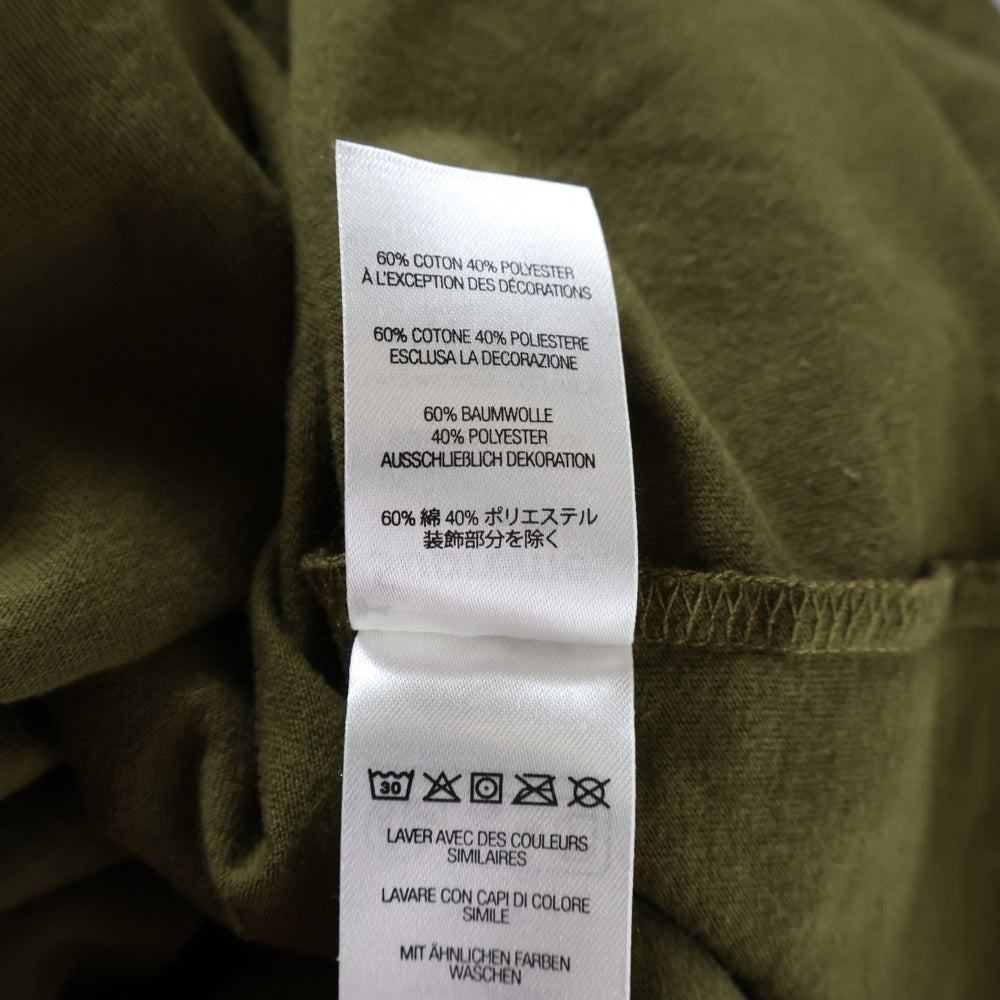 60% COTON 40% POLYESTER
À L'EXCEPTION DES DÉCORATIONS
60% COTONE 40% POLIESTERE
ESCLUSA LA DECORAZIONE
60% BAUMWOLLE
40% POLYESTER
AUSSCHLIEßLICH DEKORATION
60% 綿 40% ポリエステル
装飾部分を除く
30
LAVER AVEC DES COULEURS
SIMILAIRES
LAVARE CON CAPI DI COLORE
SIMILE
MIT ÄHNLICHEN FARBEN
WASCHEN